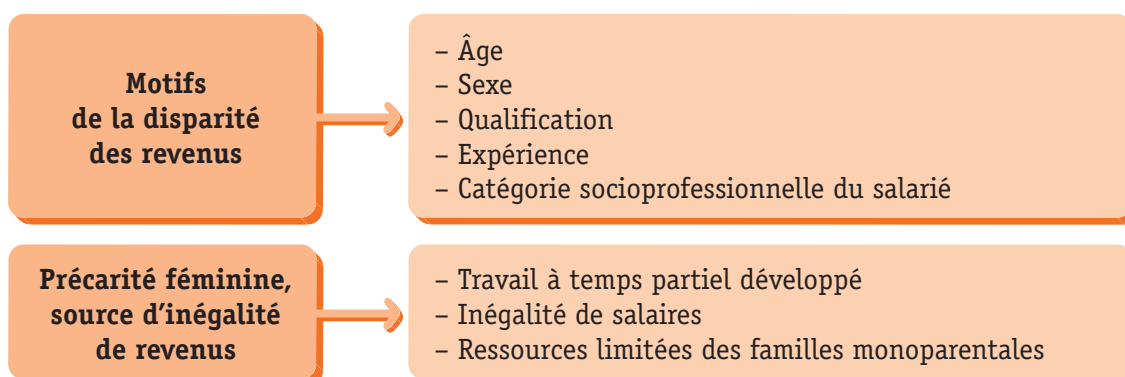 Motifs
de la disparité
des revenus
– Âge
– Sexe
– Qualification
– Expérience
– Catégorie socioprofessionnelle du salarié
Précarité féminine,
source d’inégalité
de revenus
– Travail à temps partiel développé
– Inégalité de salaires
– Ressources limitées des familles monoparentales